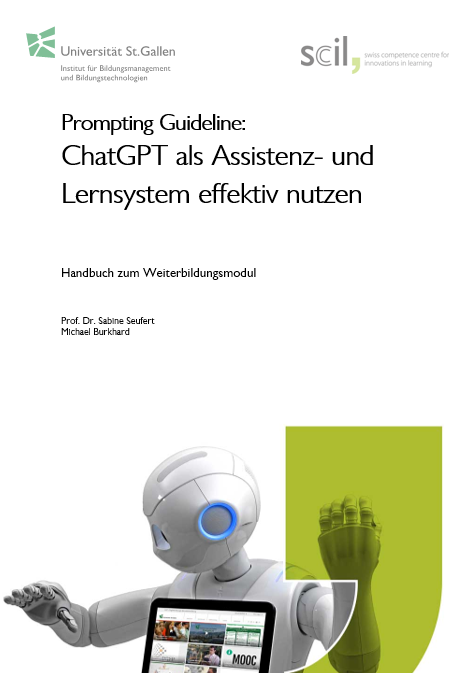 Universität St.Gallen
Institut für Bildungsmanagement
und Bildungstechnologien
scil,
swiss competence centre for
innovations in learning
Prompting Guideline:
ChatGPT als Assistenz- und
Lernsystem effektiv nutzen
Handbuch zum Weiterbildungsmodul
Prof. Dr. Sabine Seufert
Michael Burkhard
MOOC